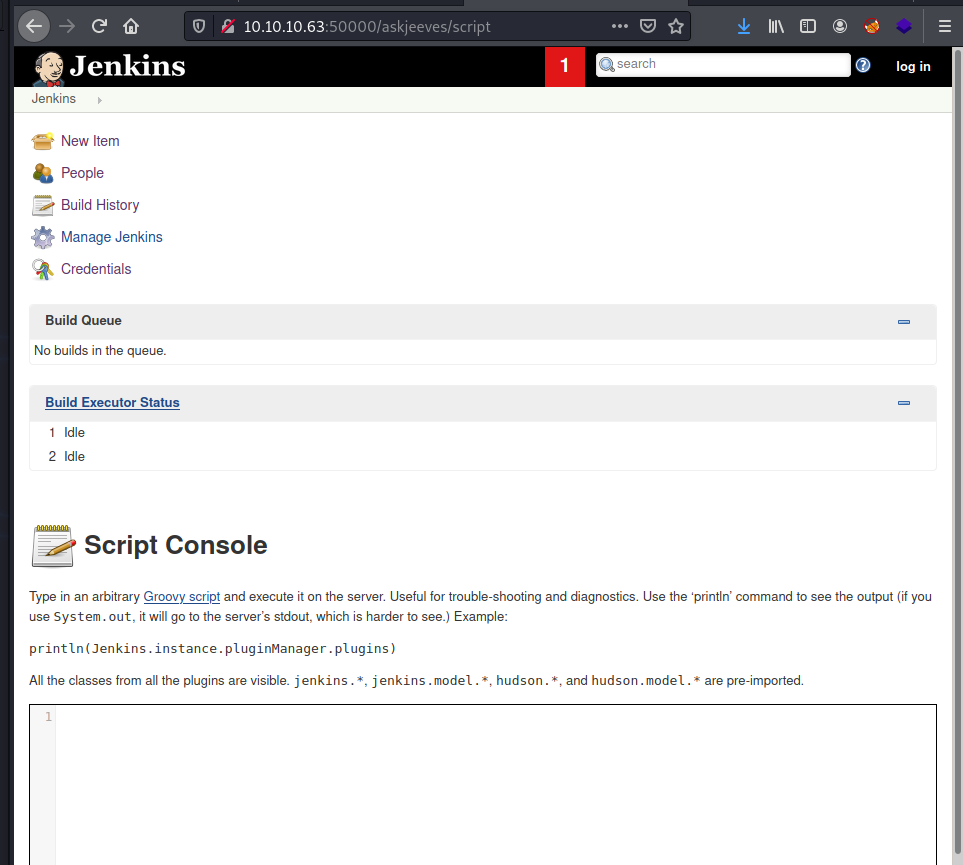 10.10.10.63:50000/askjeeves/script
Jenkins
1
search
log in
Jenkins
New Item
People
Build History
Manage Jenkins
Credentials
Build Queue
No builds in the queue.
Build Executor Status
1 Idle
2 Idle
Script Console
Type in an arbitrary Groovy script and execute it on the server. Useful for trouble-shooting and diagnostics. Use the ‘println’ command to see the output (if you
use System.out, it will go to the server’s stdout, which is harder to see.) Example:
println(Jenkins.instance.pluginManager.plugins)
All the classes from all the plugins are visible. jenkins.*, jenkins.model.*, hudson.*, and hudson.model.* are pre-imported.
1